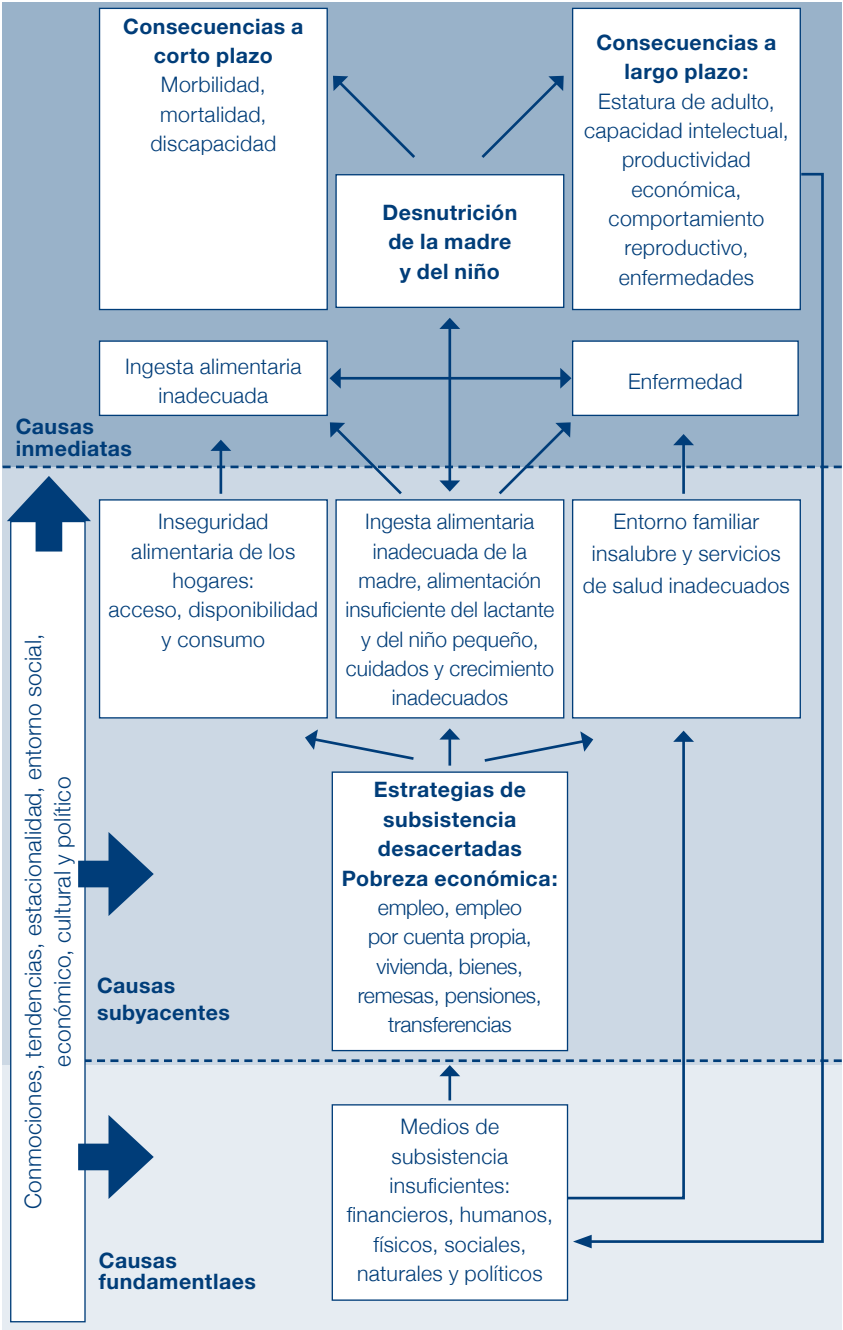 Consecuencias a
corto plazo
Morbilidad,
mortalidad,
discapacidad
Consecuencias a
largo plazo:
Estatura de adulto,
capacidad intelectual,
productividad
económica,
comportamiento
reproductivo,
enfermedades
Desnutrición
de la madre
y del niño
Ingesta alimentaria
inadecuada
Enfermedad
Causas
inmediatas
Inseguridad
alimentaria de los
hogares:
acceso, disponibilidad
y consumo
Ingesta alimentaria
inadecuada de la
madre, alimentación
insuficiente del lactante
y del niño pequeño,
cuidados y crecimiento
inadecuados
Entorno familiar
insalubre y servicios
de salud inadecuados
Conmociones, tendencias, estacionalidad, entorno social,
económico, cultural y político
Estrategias de
subsistencia
desacertadas
Pobreza económica:
empleo, empleo
por cuenta propia,
vivienda, bienes,
remesas, pensiones,
transferencias
Causas
subyacentes
Medios de
subsistencia
insuficientes:
financieros, humanos,
físicos, sociales,
naturales y políticos
Causas
fundamentlaes